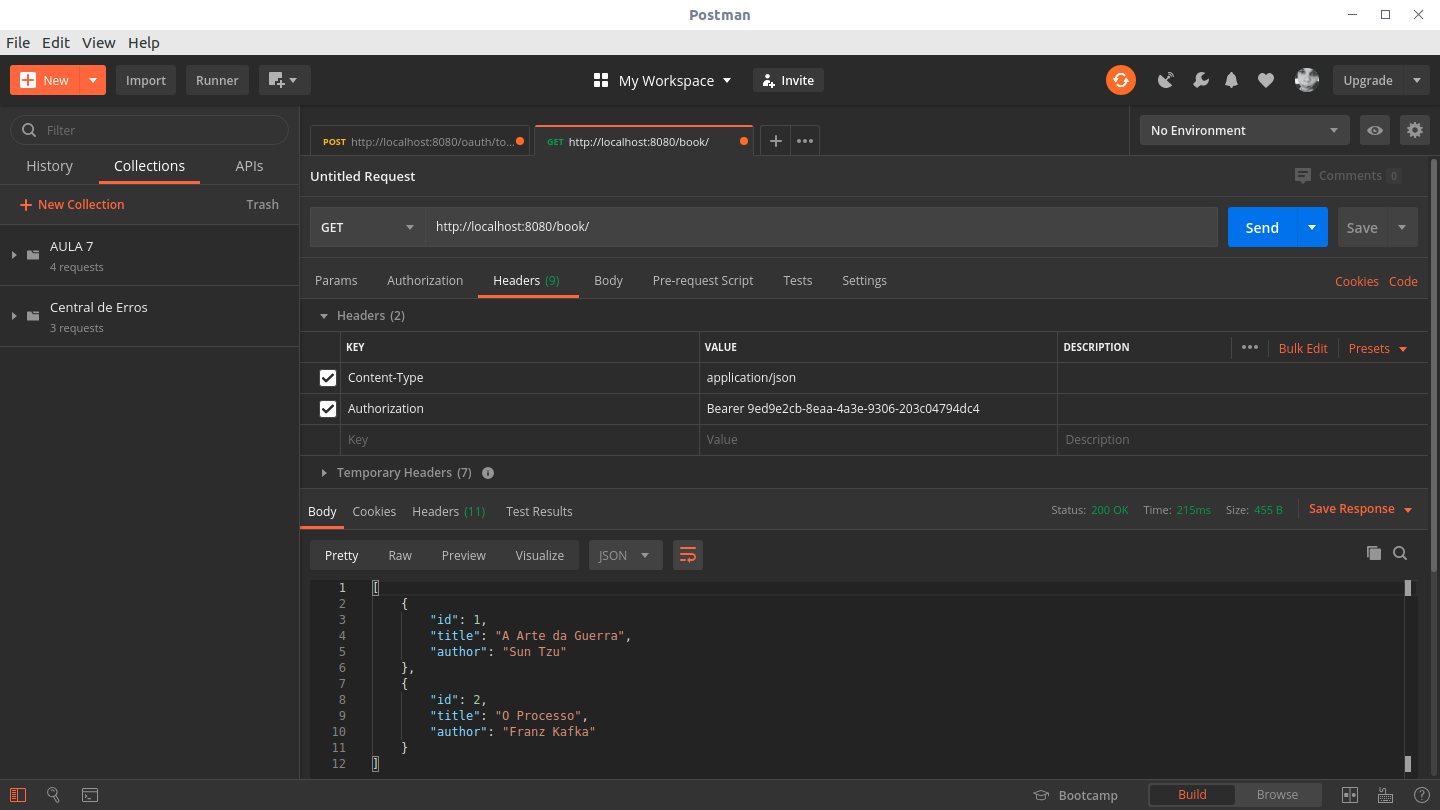 Postman
File Edit View Help
New Import Runner My Workspace Invite Upgrade
Filter
History Collections APIs
New Collection Trash
AULA 7
4 requests
Central de Erros
3 requests
POST http://localhost:8080/oauth/to... GET http://localhost:8080/book/ ••• No Environment
Untitled Request Comments 0
GET http://localhost:8080/book/ Send Save
Params Authorization Headers (9) Body Pre-request Script Tests Settings Cookies Code
Headers (2)
KEY VALUE DESCRIPTION ••• Bulk Edit Presets
Content-Type application/json
Authorization Bearer 9ed9e2cb-8eaa-4a3e-9306-203c04794dc4
Key Value Description
Temporary Headers (7)
Body Cookies Headers (11) Test Results Status: 200 OK Time: 215ms Size: 455 B Save Response
Pretty Raw Preview Visualize JSON
1 [
2 {
3 "id": 1,
4 "title": "A Arte da Guerra",
5 "author": "Sun Tzu"
6 },
7 {
8 "id": 2,
9 "title": "O Processo",
10 "author": "Franz Kafka"
11 }
12 ]
Bootcamp Build Browse